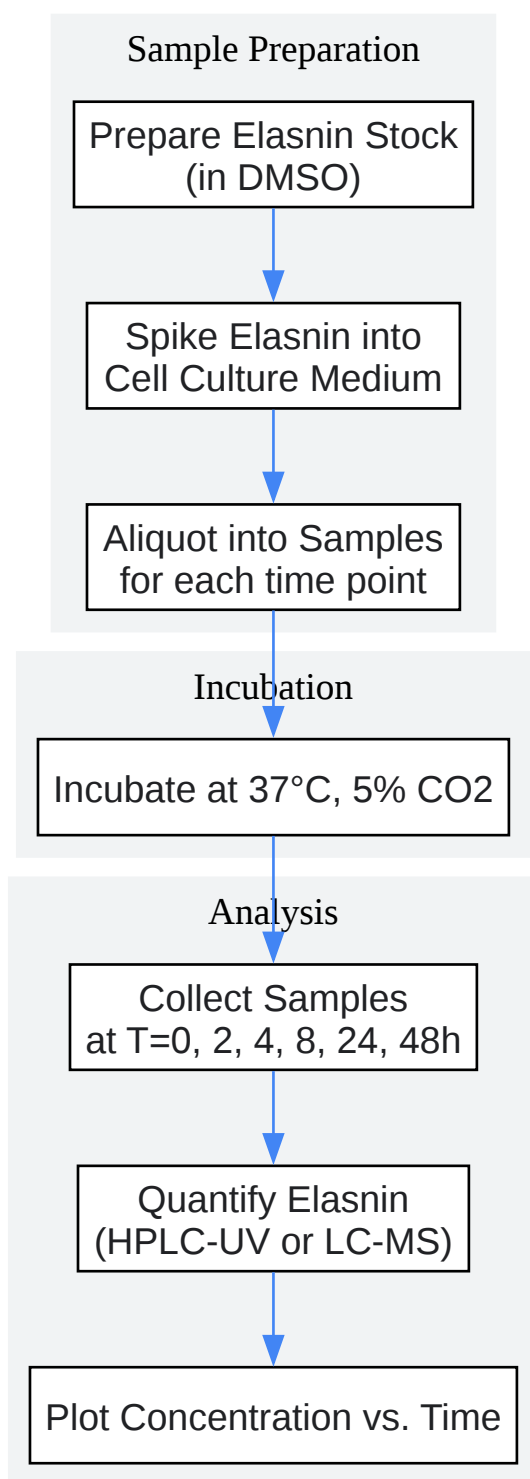 Sample Preparation
Prepare Elasnin Stock
(in DMSO)
Spike Elasnin into
Cell Culture Medium
Aliquot into Samples
for each time point
Incubation
Incubate at 37°C, 5% CO2
Analysis
Collect Samples
at T=0, 2, 4, 8, 24, 48h
Quantify Elasnin
(HPLC-UV or LC-MS)
Plot Concentration vs. Time